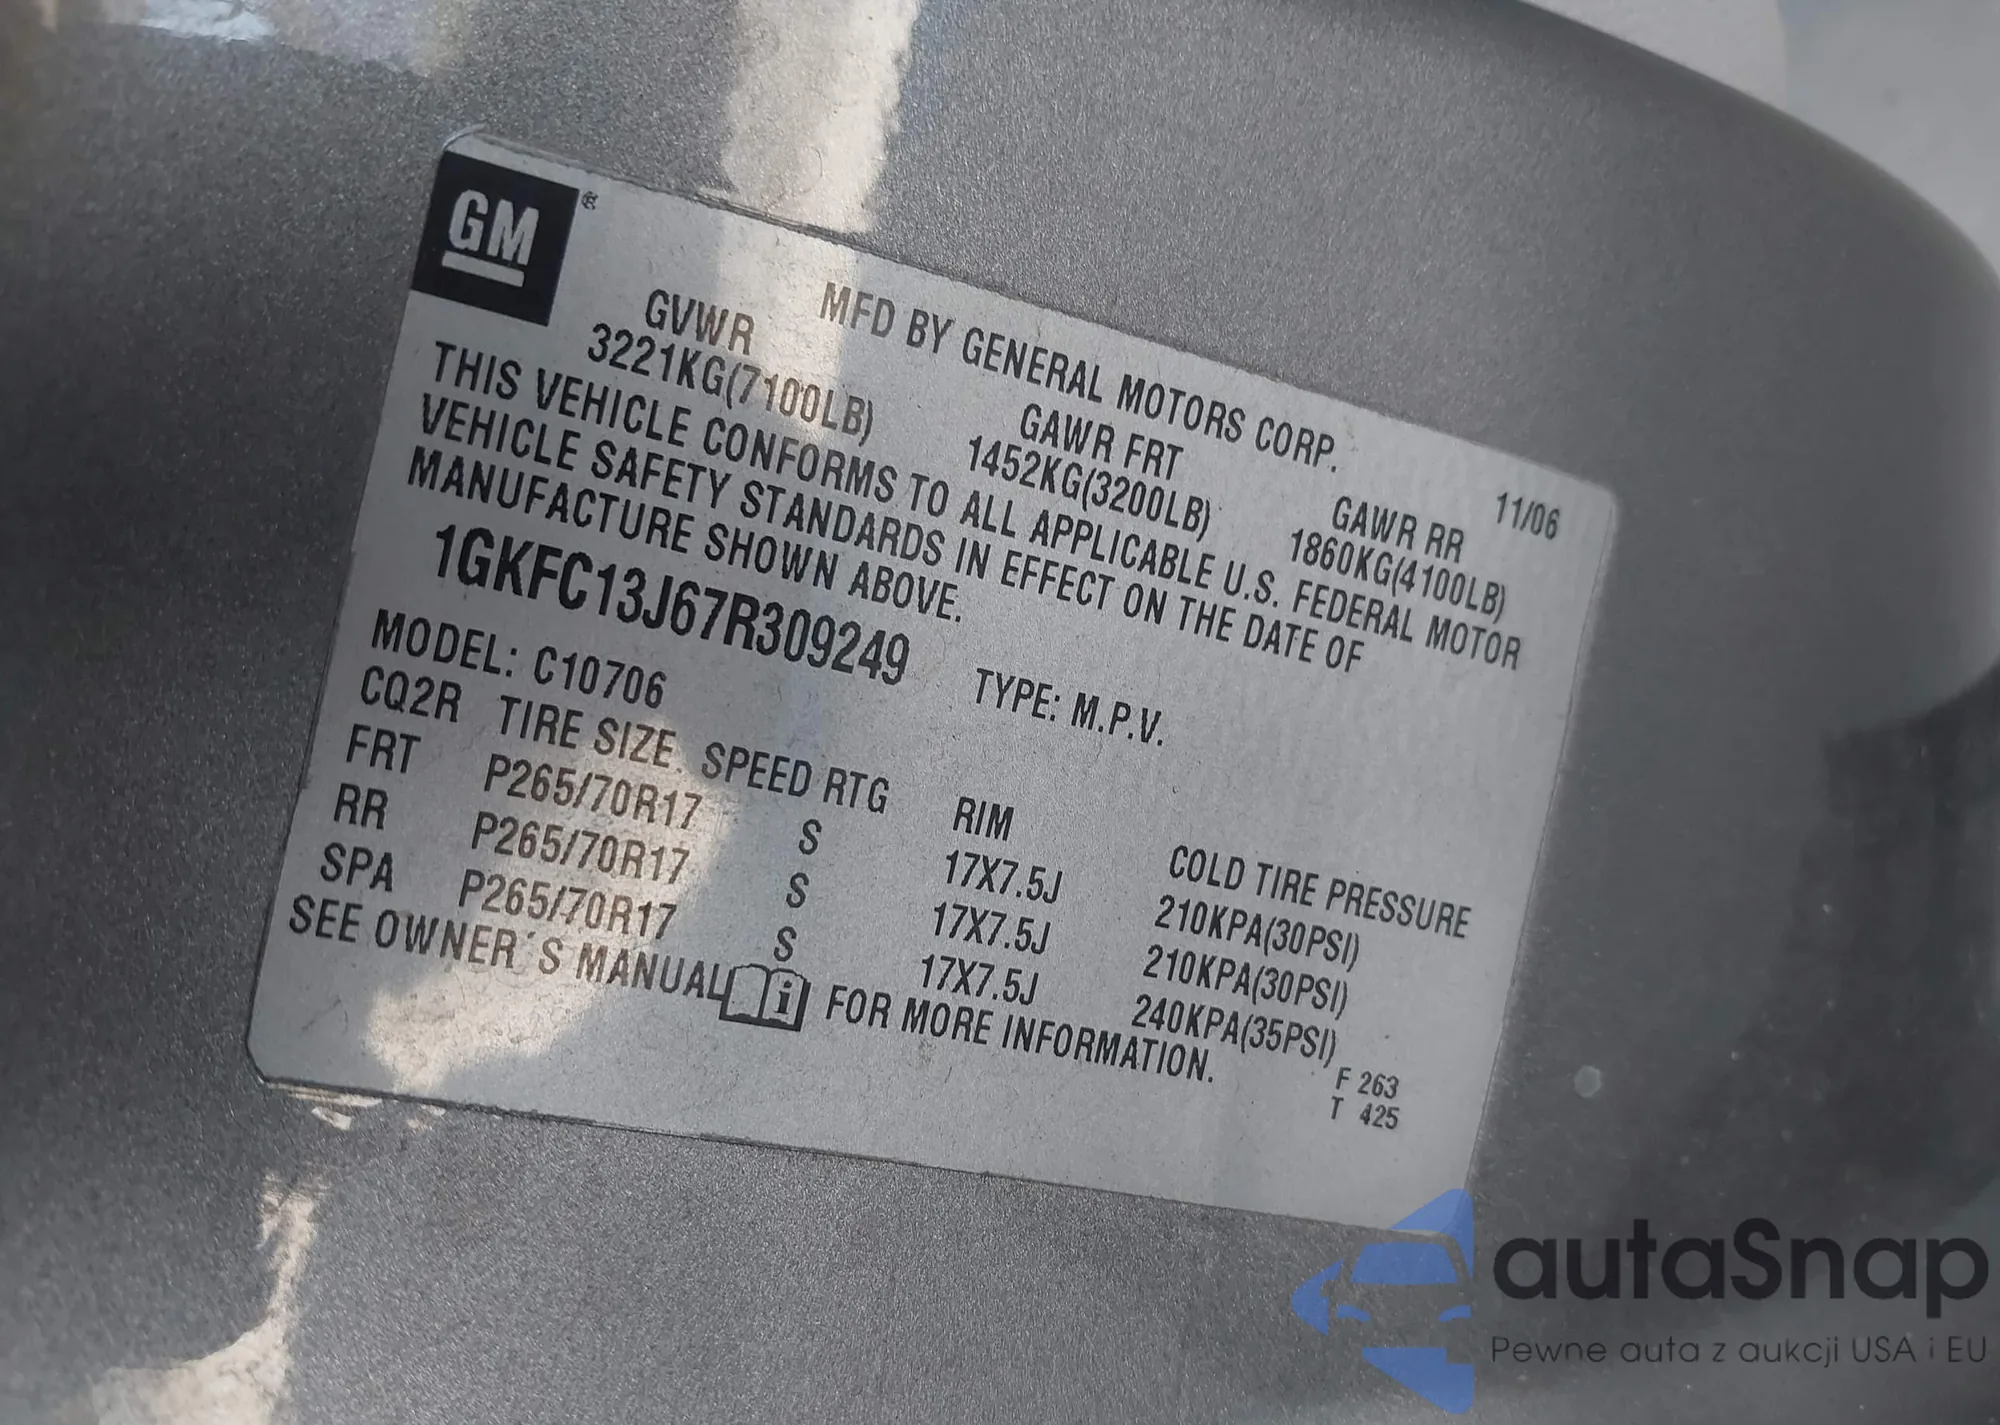 GM ®
MFD BY GENERAL MOTORS CORP. 11/06
GVWR GAWR FRT GAWR RR
3221KG(7100LB) 1452KG(3200LB) 1860KG(4100LB)
THIS VEHICLE CONFORMS TO ALL APPLICABLE U.S. FEDERAL MOTOR
VEHICLE SAFETY STANDARDS IN EFFECT ON THE DATE OF
MANUFACTURE SHOWN ABOVE.
1GKFC13J67R309249 TYPE: M.P.V.
MODEL: C10706
CQ2R TIRE SIZE SPEED RTG RIM COLD TIRE PRESSURE
FRT P265/70R17 S 17X7.5J 210KPA(30PSI)
RR P265/70R17 S 17X7.5J 210KPA(30PSI)
SPA P265/70R17 S 17X7.5J 240KPA(35PSI)
SEE OWNER´S MANUAL i FOR MORE INFORMATION.
F 263
T 425
autaSnap
Pewne auta z aukcji USA i EU